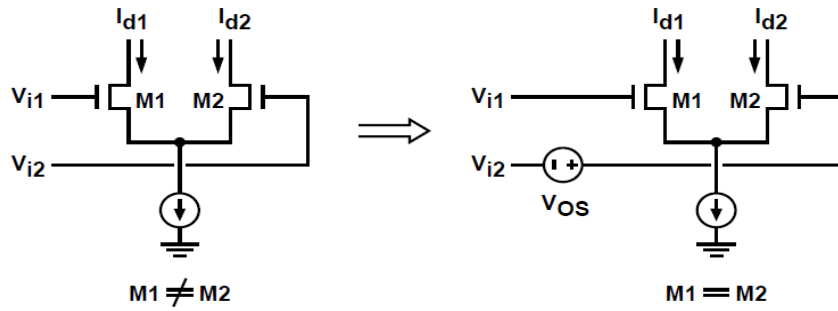 Id1 Id2 Id1 Id2
Vi1 M1 M2 Vi1 M1 M2
Vi2 Vi2
- +
VOS
M1 ≠ M2 M1 = M2